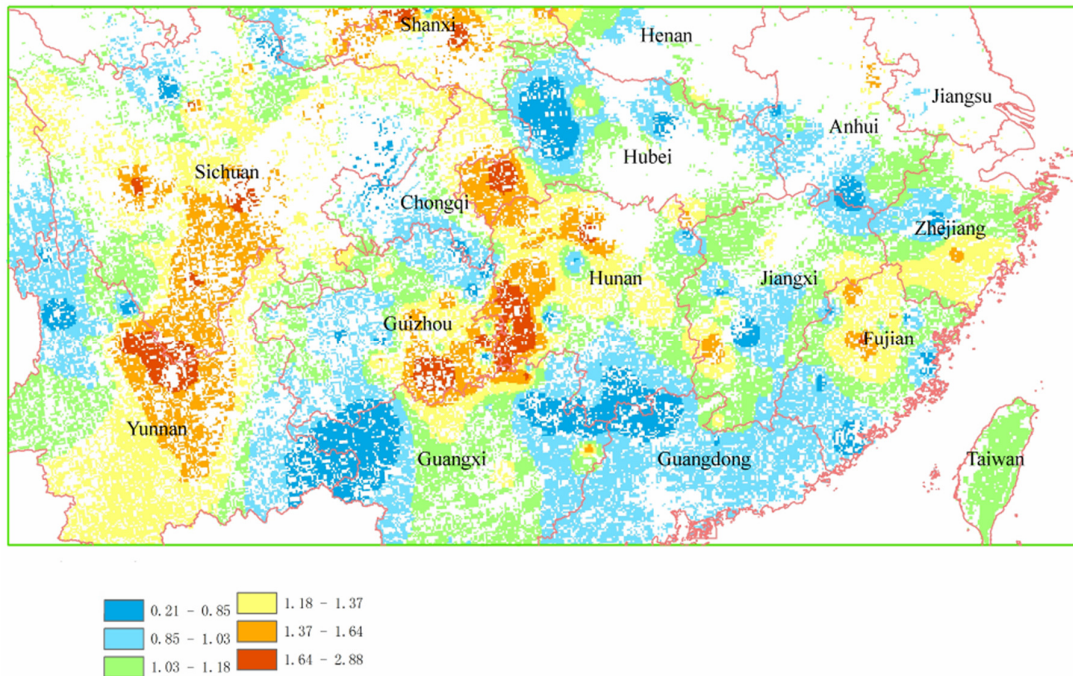 Shanxi
Henan
Jiangsu
Anhui
Hubei
Sichuan
Chongqi
Zhejiang
Hunan
Jiangxi
Guizhou
Fujian
Yunnan
Guangxi
Guangdong
Taiwan
0.21 - 0.85
0.85 - 1.03
1.03 - 1.18
1.18 - 1.37
1.37 - 1.64
1.64 - 2.88